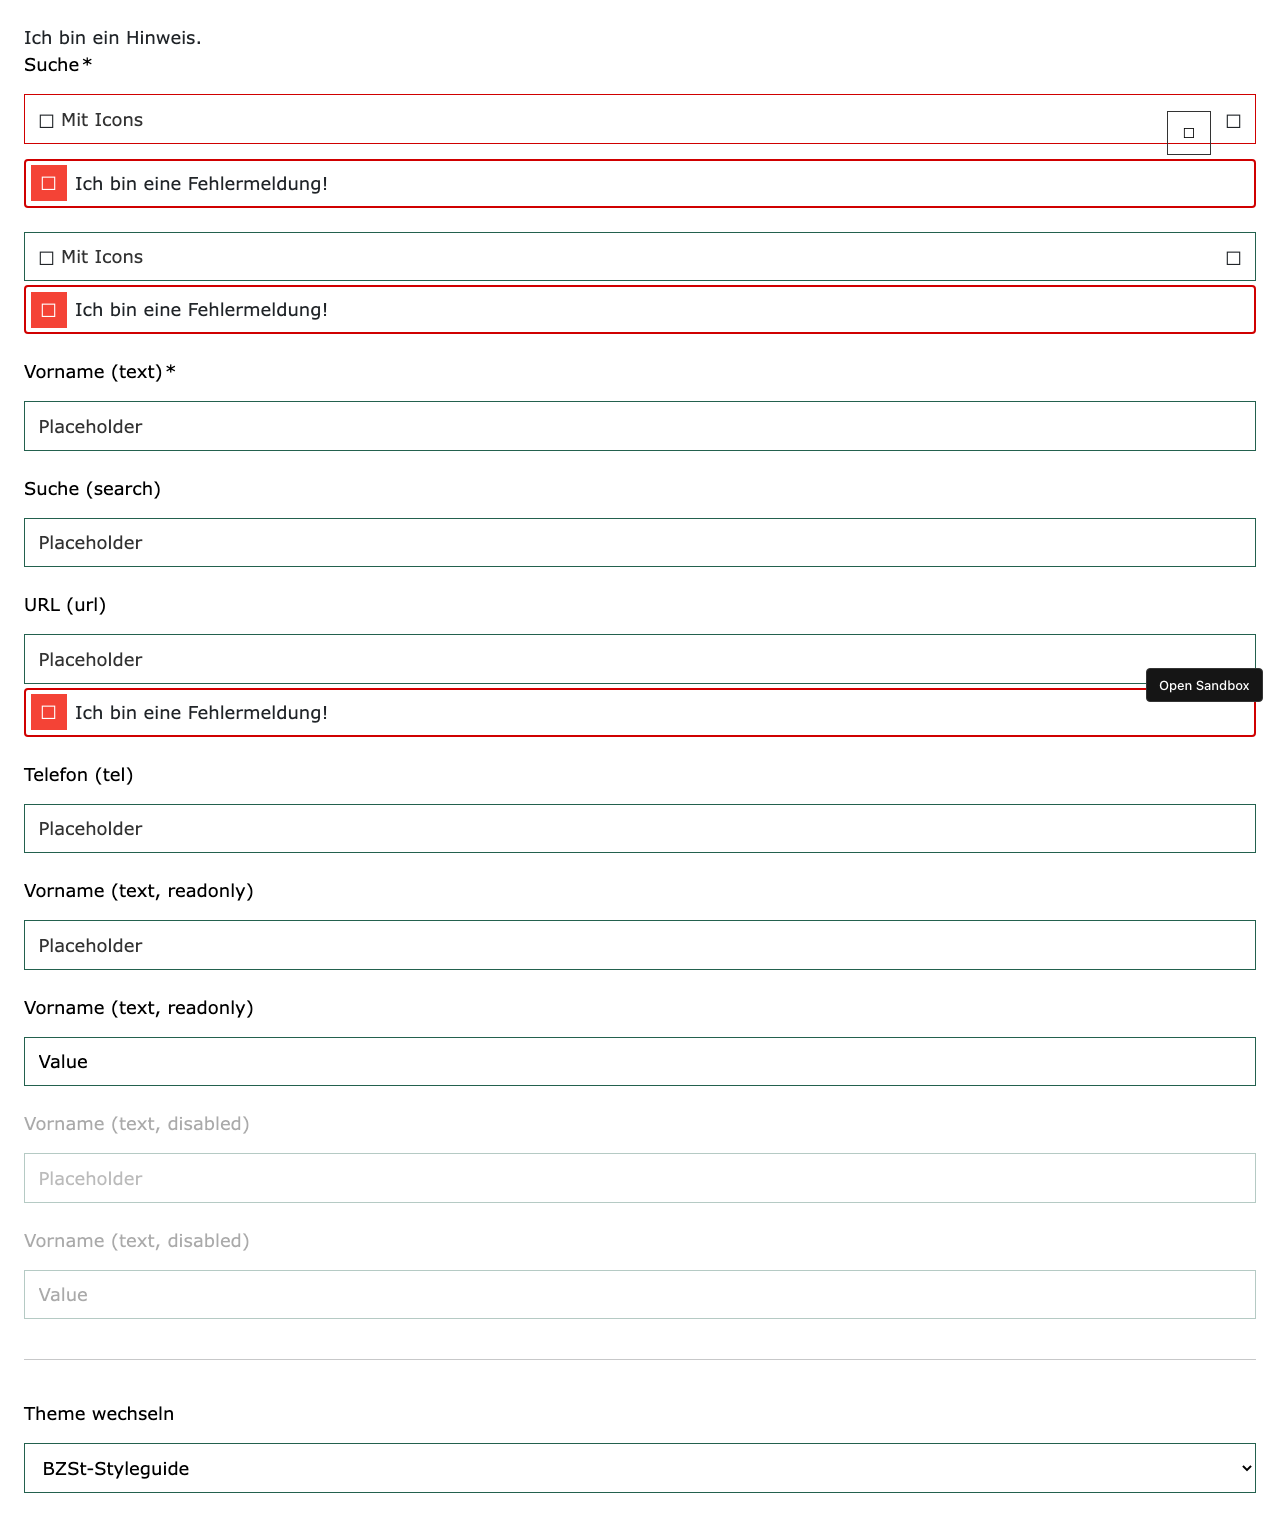 Ich bin ein Hinweis.
Suche*
Mit Icons
Ich bin eine Fehlermeldung!
Mit Icons
Ich bin eine Fehlermeldung!
Vorname (text)*
Placeholder
Suche (search)
Placeholder
URL (url)
Placeholder
Open Sandbox
Ich bin eine Fehlermeldung!
Telefon (tel)
Placeholder
Vorname (text, readonly)
Placeholder
Vorname (text, readonly)
Value
Vorname (text, disabled)
Placeholder
Vorname (text, disabled)
Value
Theme wechseln
BZSt-Styleguide